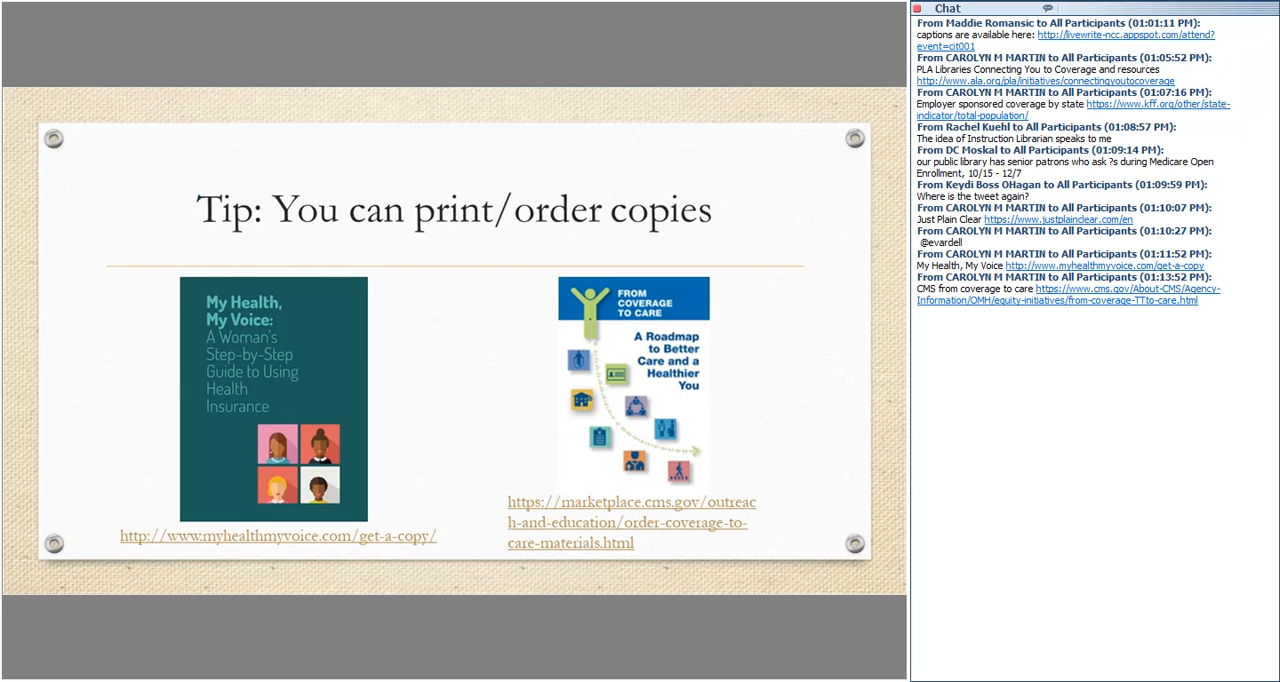 Tip: You can print/order copies
My Health,
My Voice:
A Woman's
Step-by-Step
Guide to Using
Health
Insurance
http://www.myhealthmyvoice.com/get-a-copy/
FROM
COVERAGE
TO CARE
A Roadmap
to Better
Care and a
Healthier
You
https://marketplace.cms.gov/outreac
h-and-education/order-coverage-to-
care-materials.html
Chat
From Maddie Romansic to All Participants (01:01:11 PM):
captions are available here: http://livewrite-ncc.appspot.com/attend?
event=cit001
From CAROLYN M MARTIN to All Participants (01:05:52 PM):
PLA Libraries Connecting You to Coverage and resources
http://www.ala.org/pla/initiatives/connectingyoutocoverage
From CAROLYN M MARTIN to All Participants (01:07:16 PM):
Employer sponsored coverage by state https://www.kff.org/other/state-
indicator/total-population/
From Rachel Kuehl to All Participants (01:08:57 PM):
The idea of Instruction Librarian speaks to me
From DC Moskal to All Participants (01:09:14 PM):
our public library has senior patrons who ask ?s during Medicare Open
Enrollment, 10/15 - 12/7
From Keydi Boss OHagan to All Participants (01:09:59 PM):
Where is the tweet again?
From CAROLYN M MARTIN to All Participants (01:10:07 PM):
Just Plain Clear https://www.justplainclear.com/en
From CAROLYN M MARTIN to All Participants (01:10:27 PM):
@evardell
From CAROLYN M MARTIN to All Participants (01:11:52 PM):
My Health, My Voice http://www.myhealthmyvoice.com/get-a-copy
From CAROLYN M MARTIN to All Participants (01:13:52 PM):
CMS from coverage to care https://www.cms.gov/About-CMS/Agency-
Information/OMH/equity-initiatives/from-coverage-TTto-care.html